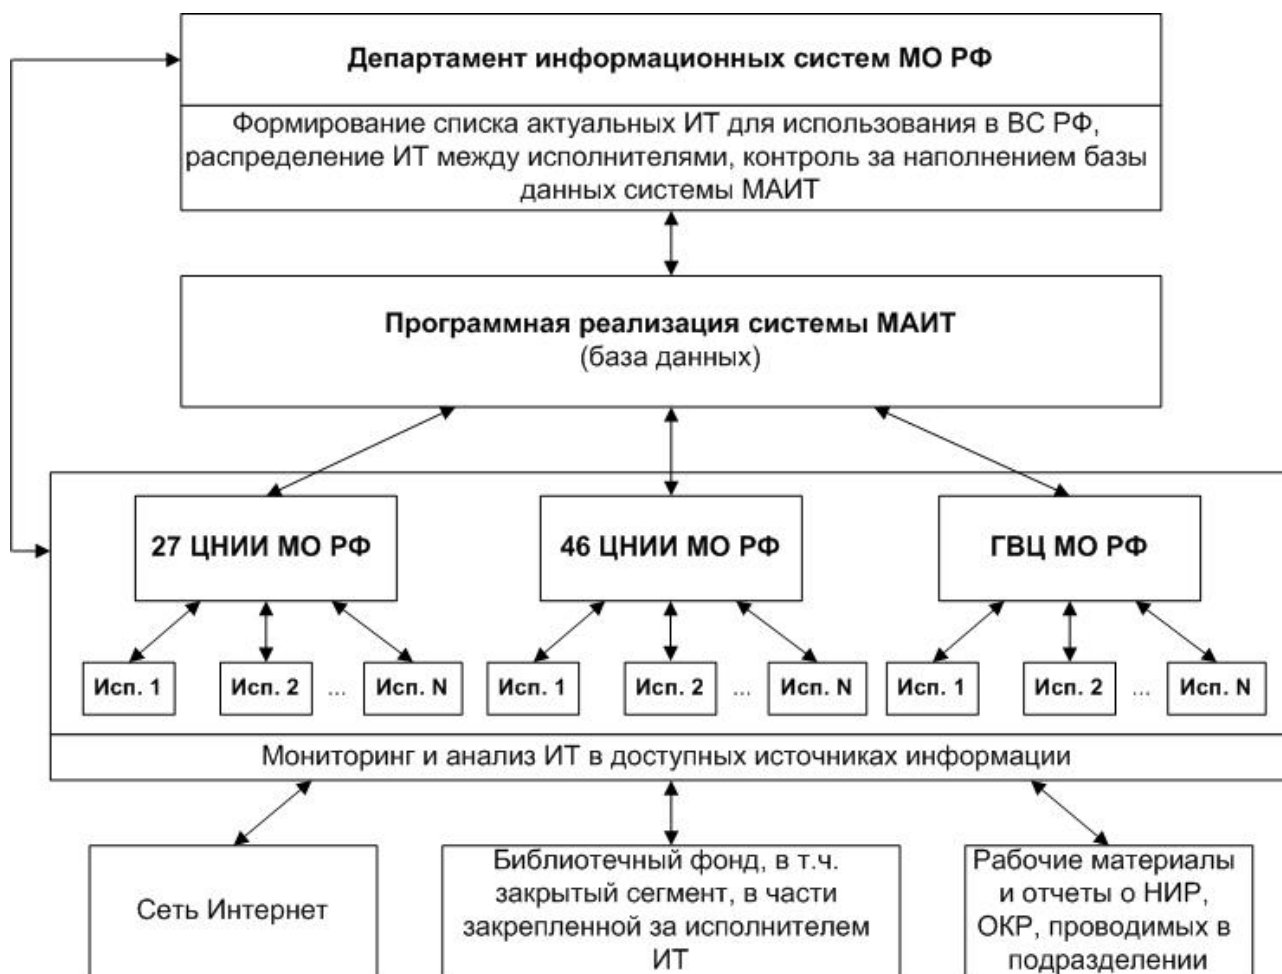 Департамент информационных систем МО РФ
Формирование списка актуальных ИТ для использования в ВС РФ,
распределение ИТ между исполнителями, контроль за наполнением базы
данных системы МАИТ
Программная реализация системы МАИТ
(база данных)
27 ЦНИИ МО РФ
46 ЦНИИ МО РФ
ГВЦ МО РФ
Исп. 1
Исп. 2
...
Исп. N
Исп. 1
Исп. 2
...
Исп. N
Исп. 1
Исп. 2
...
Исп. N
Мониторинг и анализ ИТ в доступных источниках информации
Сеть Интернет
Библиотечный фонд, в т.ч.
закрытый сегмент, в части
закрепленной за исполнителем
ИТ
Рабочие материалы
и отчеты о НИР,
ОКР, проводимых в
подразделении